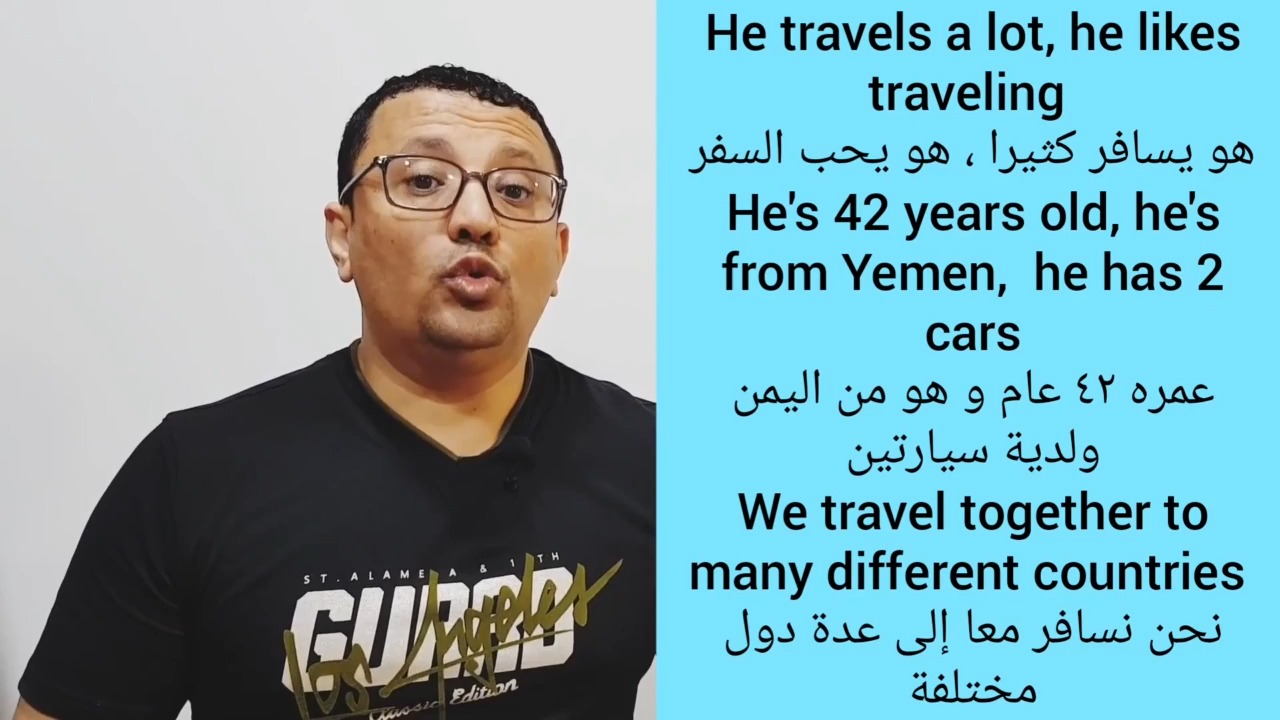 He travels a lot, he likes
traveling
هو يسافر كثيرا ، هو يحب السفر
He's 42 years old, he's
from Yemen,  he has 2
cars
عمره ٤٢ عام و هو من اليمن
ولدية سيارتين
We travel together to
many different countries
نحن نسافر معا إلى عدة دول
مختلفة
ST. ALAMEDA & 1 TH
GUARD
Los Angeles
Classic Edition